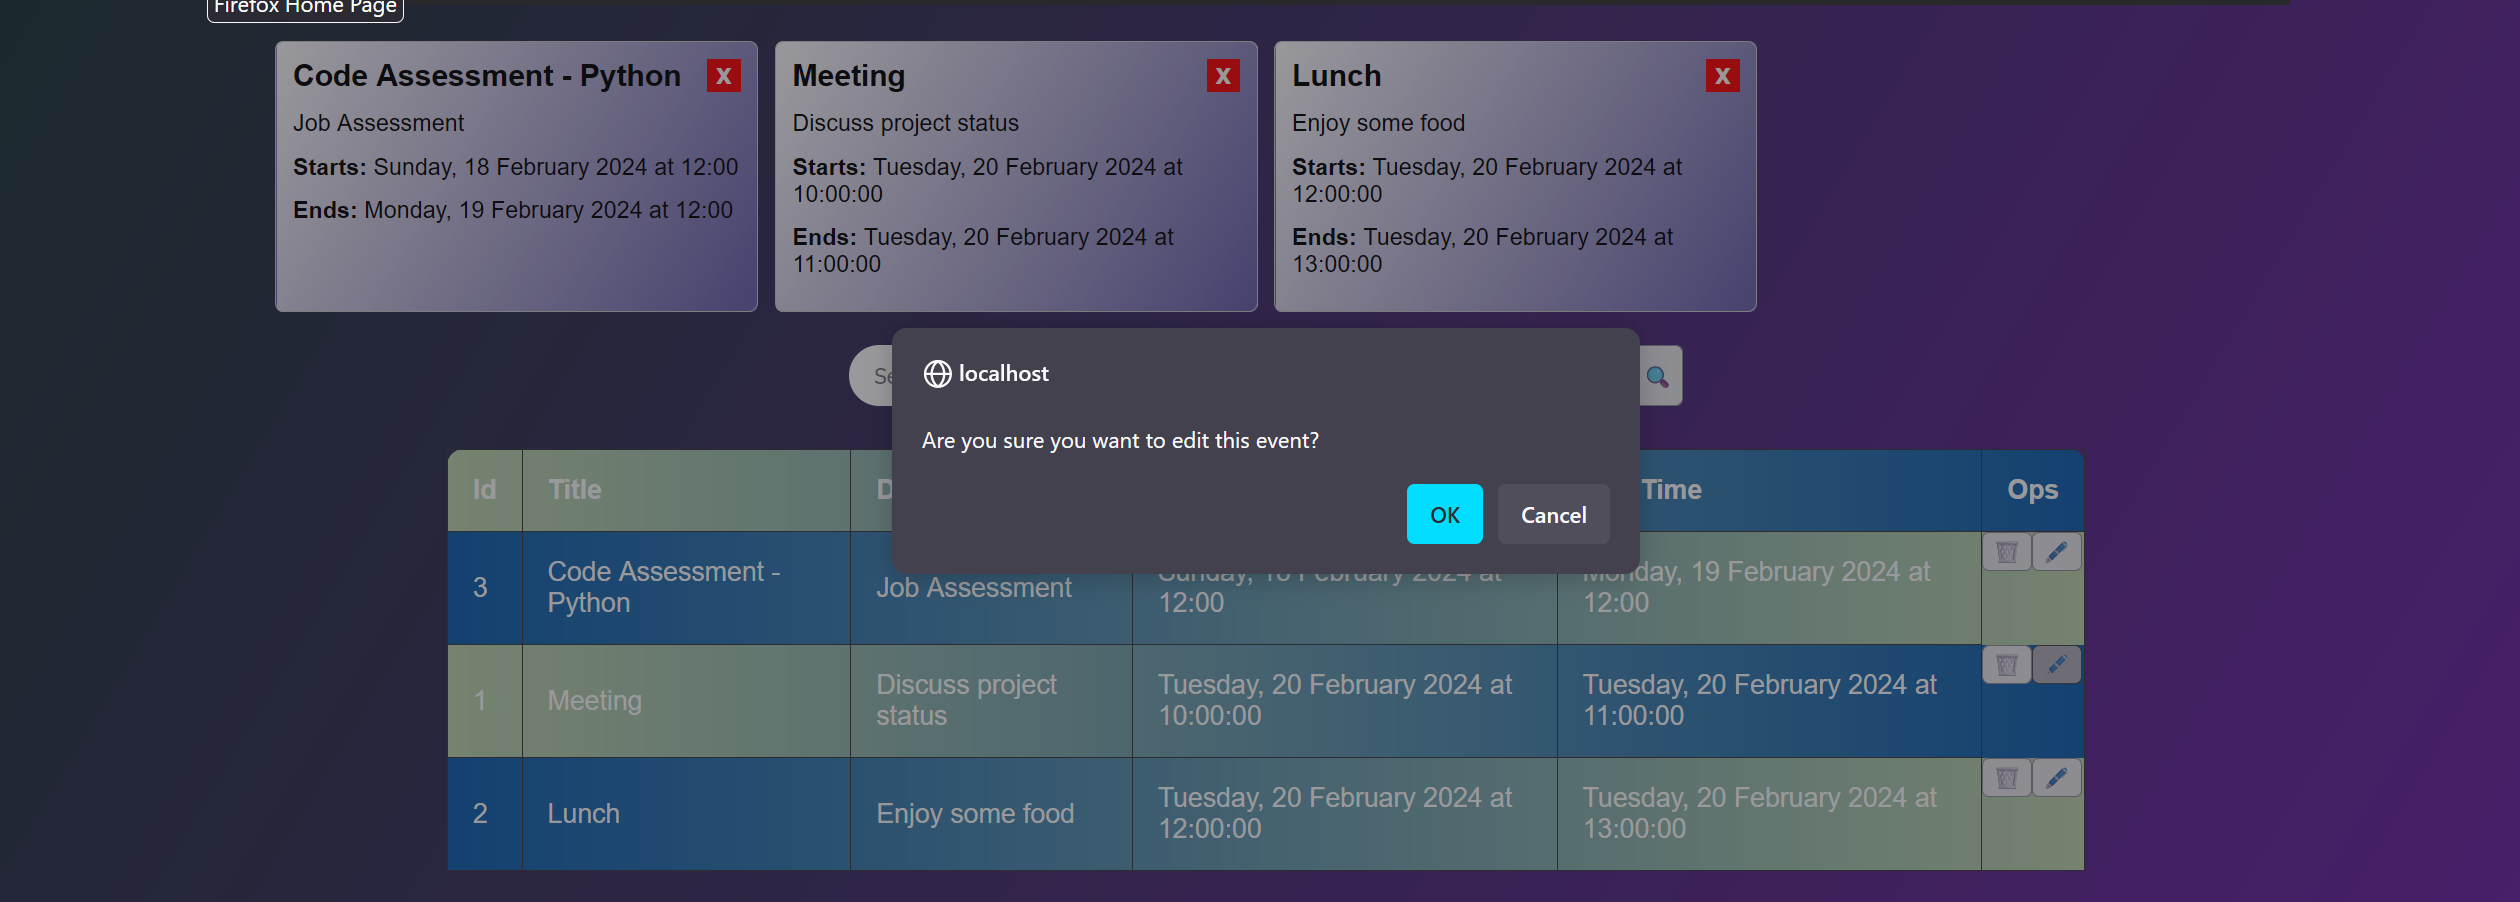 Firefox Home Page
Code Assessment - Python
X
Job Assessment
Starts: Sunday, 18 February 2024 at 12:00
Ends: Monday, 19 February 2024 at 12:00
Meeting
X
Discuss project status
Starts: Tuesday, 20 February 2024 at
10:00:00
Ends: Tuesday, 20 February 2024 at
11:00:00
Lunch
X
Enjoy some food
Starts: Tuesday, 20 February 2024 at
12:00:00
Ends: Tuesday, 20 February 2024 at
13:00:00
localhost
Are you sure you want to edit this event?
OK
Cancel
Id
Title
Time
Ops
3
Code Assessment -
Python
Job Assessment
Sunday, 18 February 2024 at
12:00
Monday, 19 February 2024 at
12:00
1
Meeting
Discuss project
status
Tuesday, 20 February 2024 at
10:00:00
Tuesday, 20 February 2024 at
11:00:00
2
Lunch
Enjoy some food
Tuesday, 20 February 2024 at
12:00:00
Tuesday, 20 February 2024 at
13:00:00